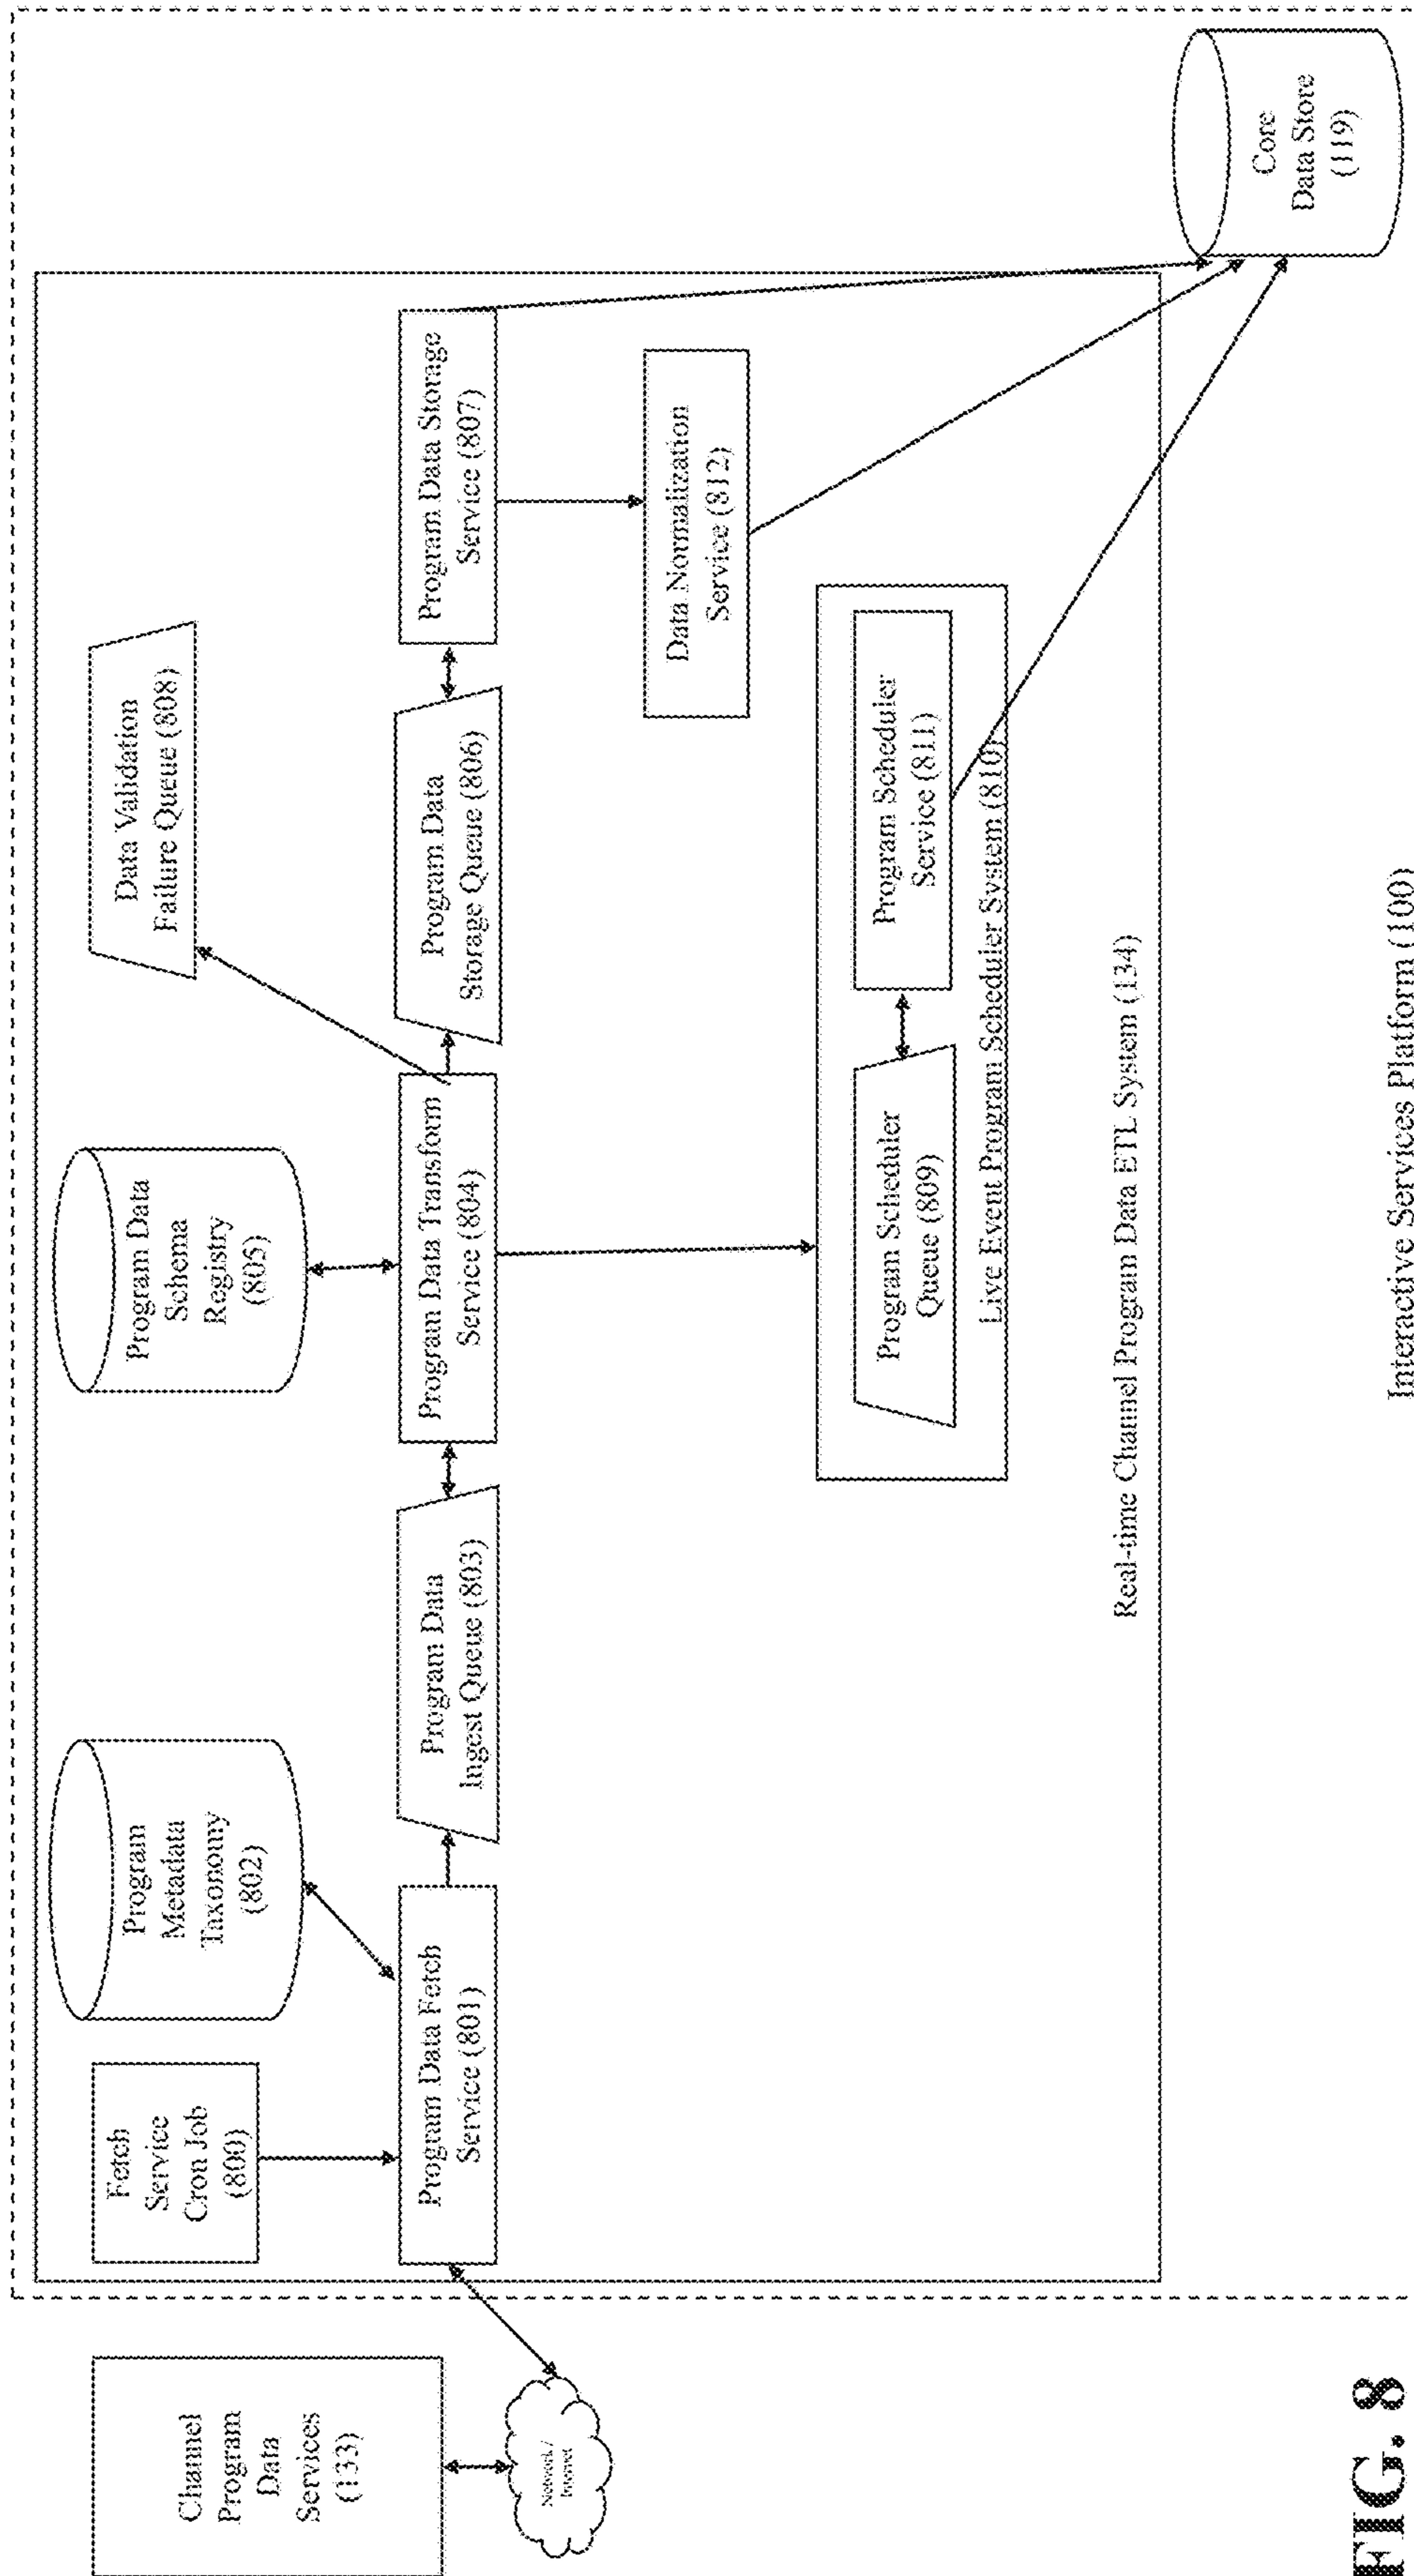 Channel
Program
Data
Services
(133)
Network /
Internet
Fetch
Service
Cron Job
(800)
Program
Metadata
Taxonomy
(802)
Program Data
Schema
Registry
(805)
Data Validation
Failure Queue (808)
Program Data Fetch
Service (801)
Program Data
Ingest Queue (803)
Program Data Transform
Service (804)
Program Data
Storage Queue (806)
Program Data Storage
Service (807)
Data Normalization
Service (812)
Program Scheduler
Queue (809)
Program Scheduler
Service (811)
Live Event Program Scheduler System (810)
Real-time Channel Program Data ETL System (134)
Core
Data Store
(119)
Interactive Services Platform (100)
FIG. 8